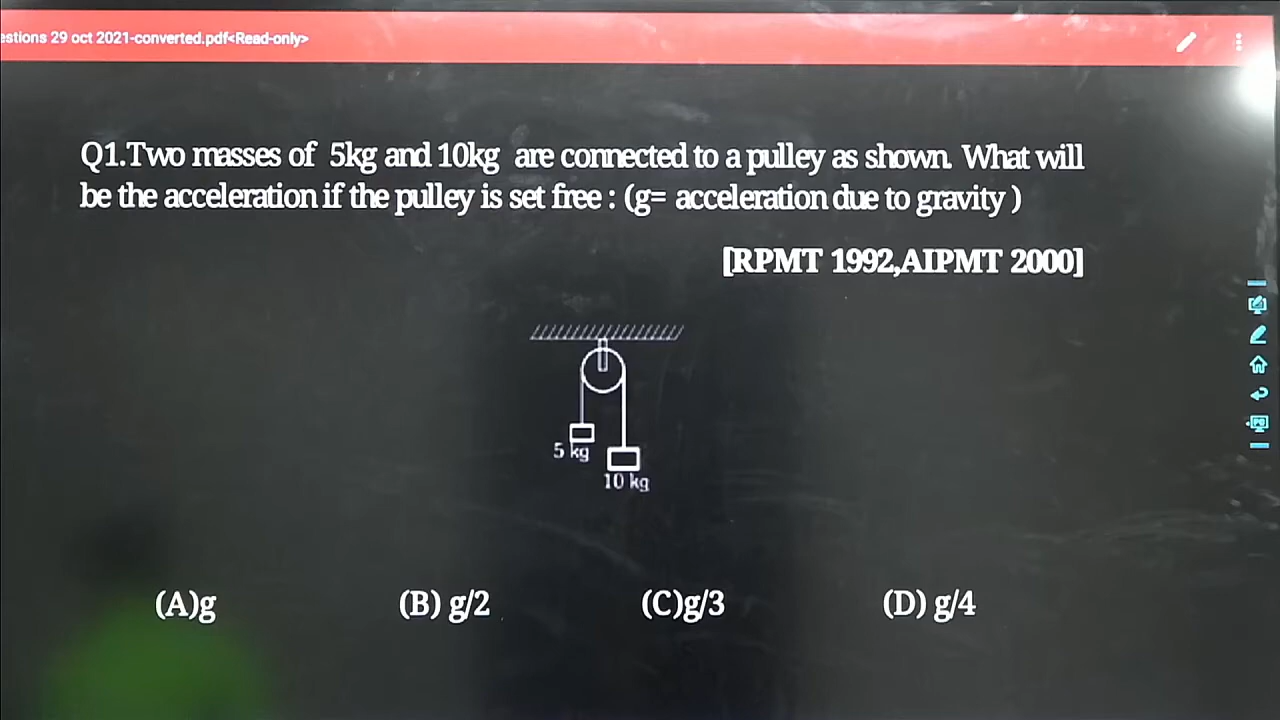 estions 29 oct 2021-converted.pdf<Read-only>
Q1.Two masses of 5kg and 10kg are connected to a pulley as shown. What will
be the acceleration if the pulley is set free : (g= acceleration due to gravity )
[RPMT 1992,AIPMT 2000]
5 kg
10 kg
(A)g (B) g/2 (C)g/3 (D) g/4